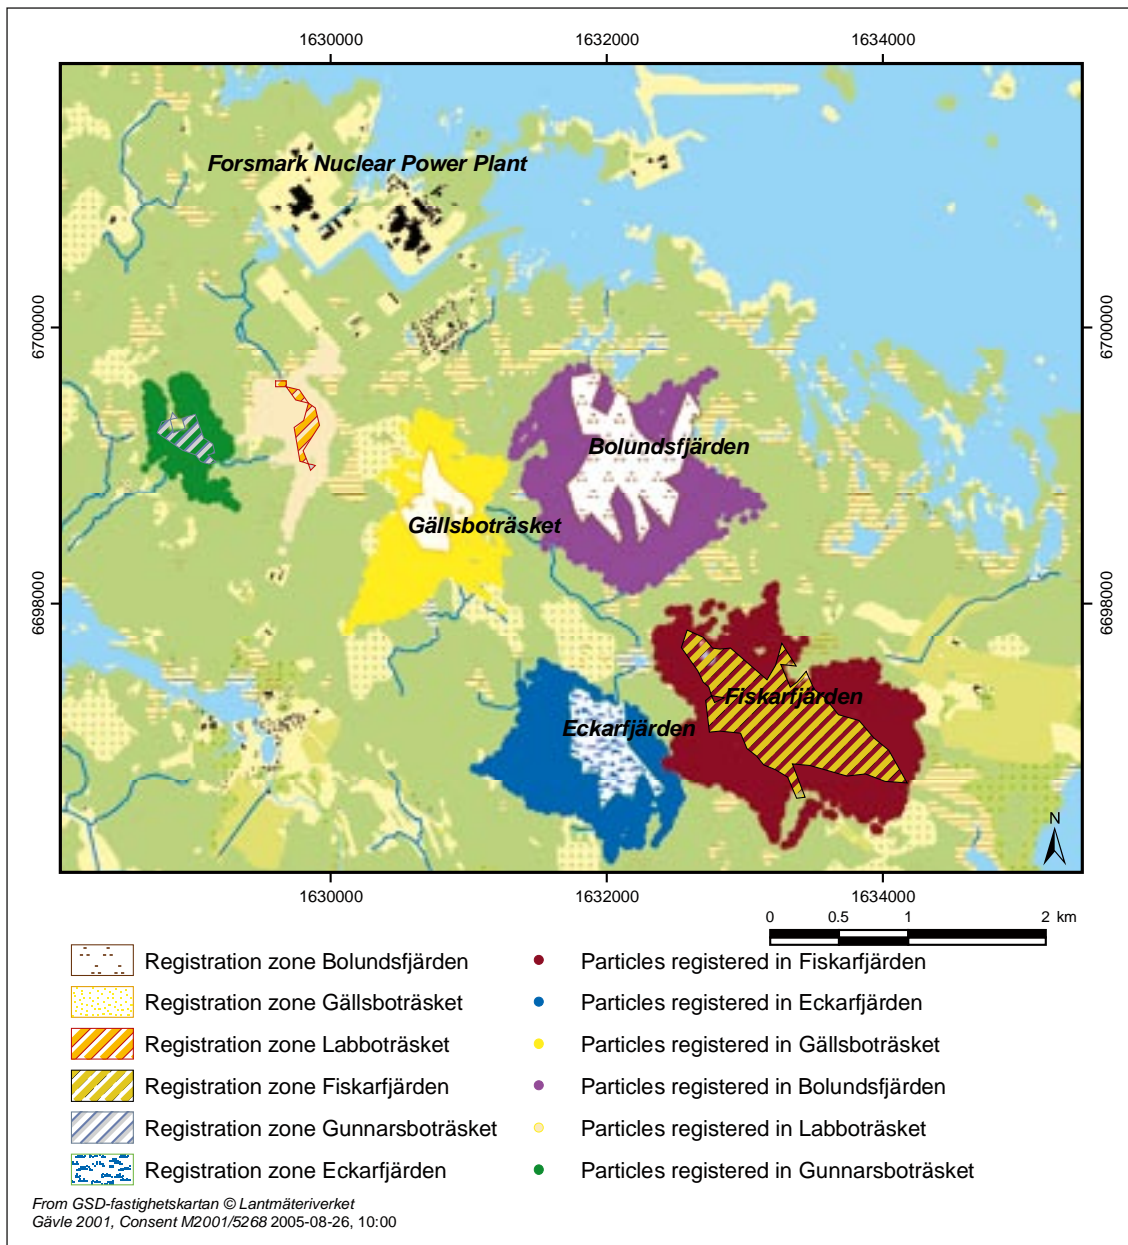 1630000 1632000 1634000
Forsmark Nuclear Power Plant
6700000 6700000
Bolundsfjärden
Gällsboträsket
6698000 6698000
Fiskarfjärden
Eckarfjärden
N
1630000 1632000 1634000
0 0.5 1 2 km
Registration zone Bolundsfjärden
Registration zone Gällsboträsket
Registration zone Labboträsket
Registration zone Fiskarfjärden
Registration zone Gunnarsboträsket
Registration zone Eckarfjärden
Particles registered in Fiskarfjärden
Particles registered in Eckarfjärden
Particles registered in Gällsboträsket
Particles registered in Bolundsfjärden
Particles registered in Labboträsket
Particles registered in Gunnarsboträsket
From GSD-fastighetskartan © Lantmäteriverket
Gävle 2001, Consent M2001/5268 2005-08-26, 10:00